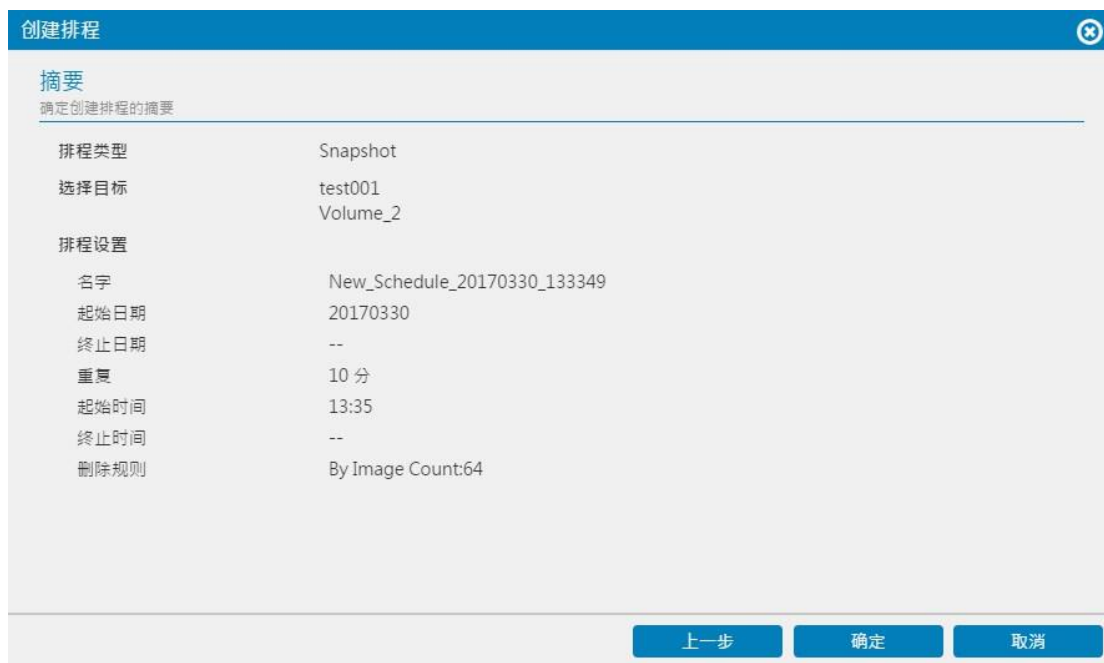 创建排程
摘要
确定创建排程的摘要
排程类型 Snapshot
选择目标 test001
Volume_2
排程设置
名字 New_Schedule_20170330_133349
起始日期 20170330
终止日期 --
重复 10 分
起始时间 13:35
终止时间 --
删除规则 By Image Count:64
上一步 确定 取消